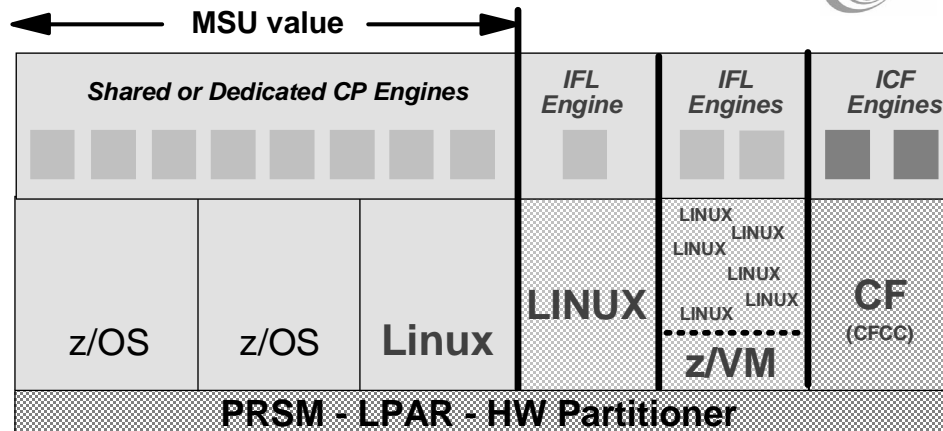 MSU value
Shared or Dedicated CP Engines
IFL
Engine
IFL
Engines
ICF
Engines
z/OS
z/OS
Linux
LINUX
LINUX
LINUX
LINUX
LINUX
LINUX
LINUX
z/VM
CF
(CFCC)
PRSM - LPAR - HW Partitioner